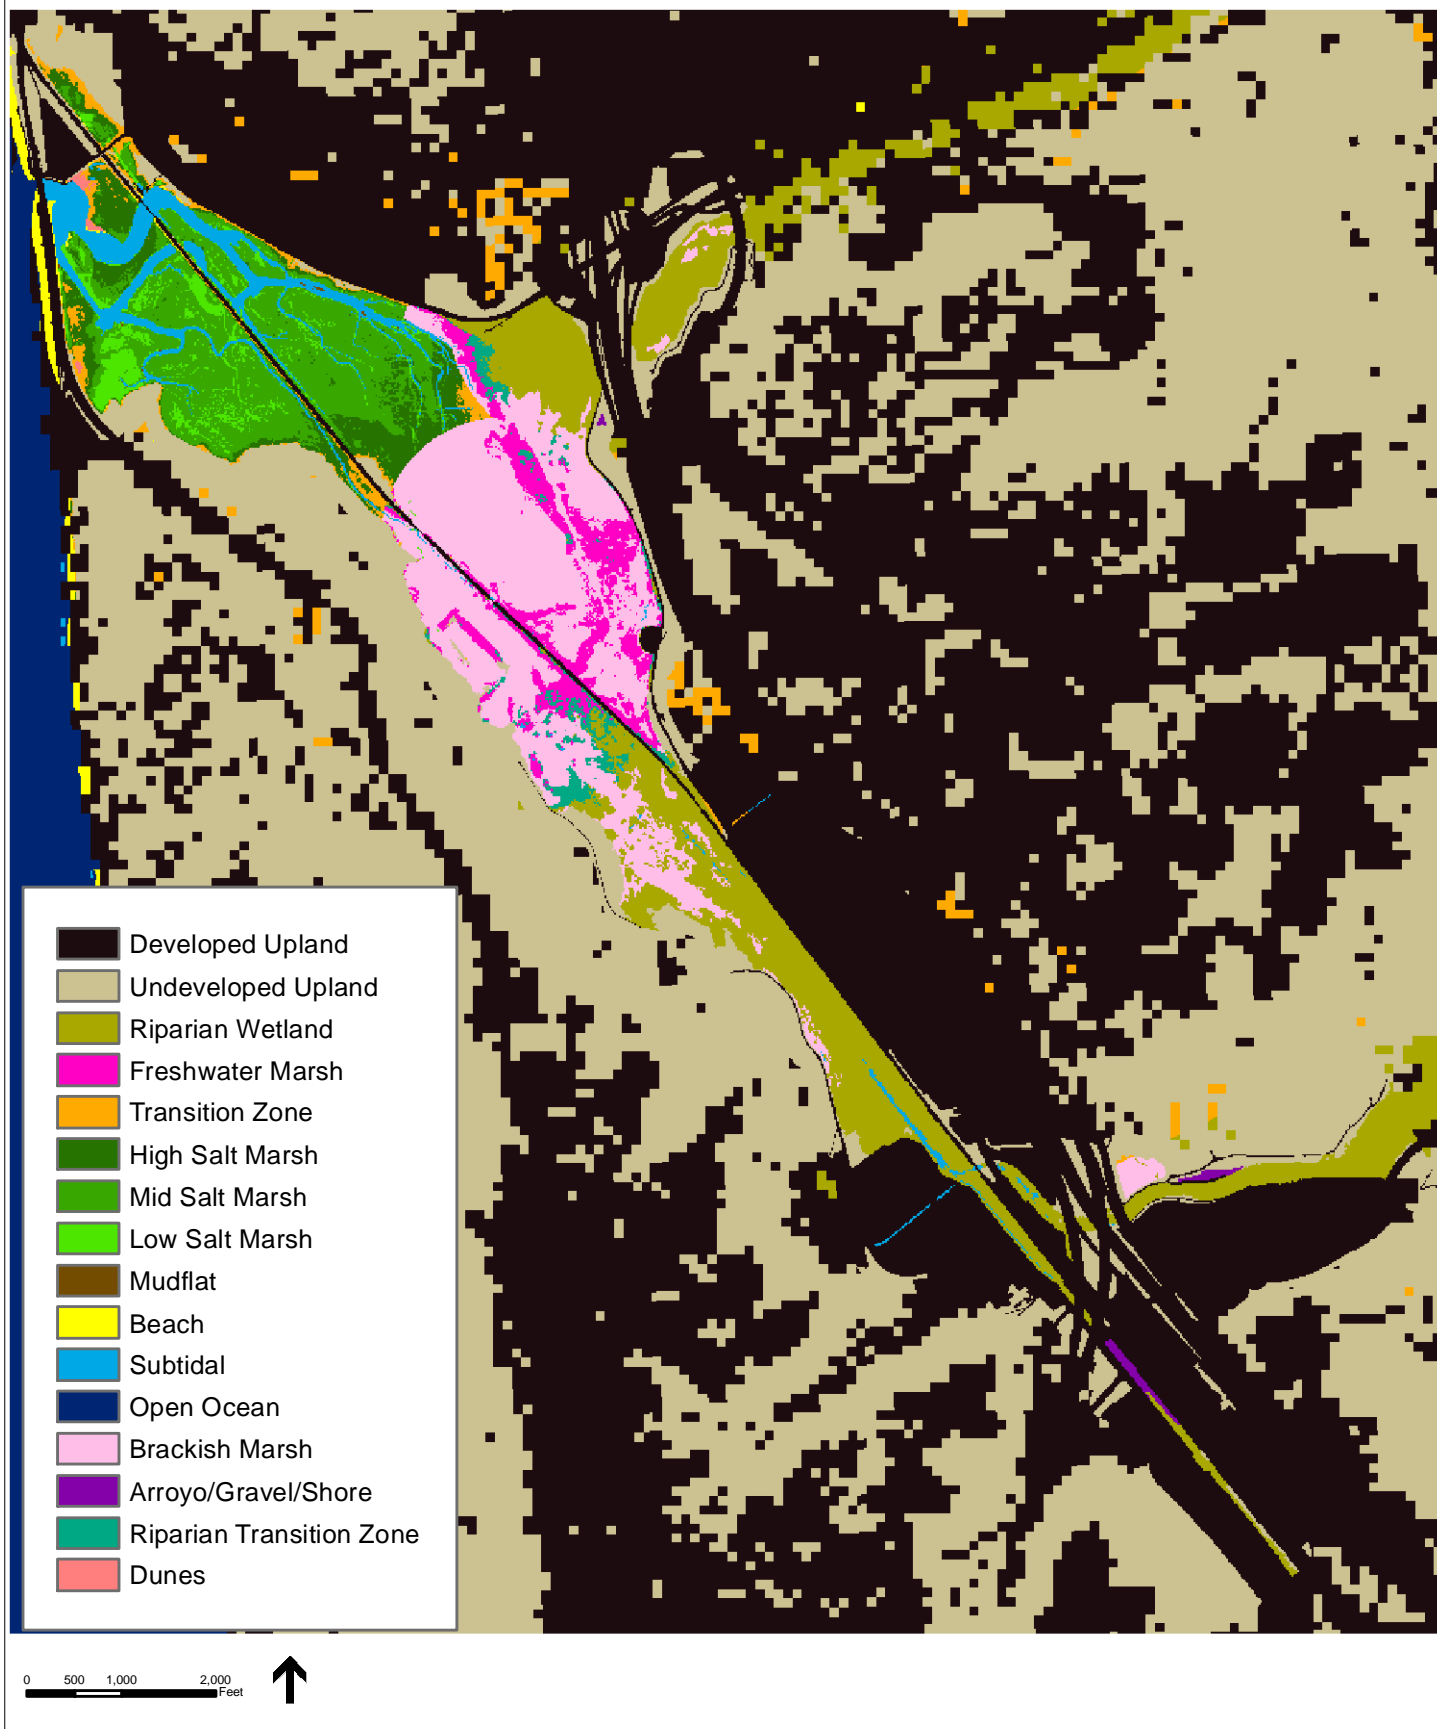 Developed Upland
Undeveloped Upland
Riparian Wetland
Freshwater Marsh
Transition Zone
High Salt Marsh
Mid Salt Marsh
Low Salt Marsh
Mudflat
Beach
Subtidal
Open Ocean
Brackish Marsh
Arroyo/Gravel/Shore
Riparian Transition Zone
Dunes
0 500 1,000 2,000
Feet